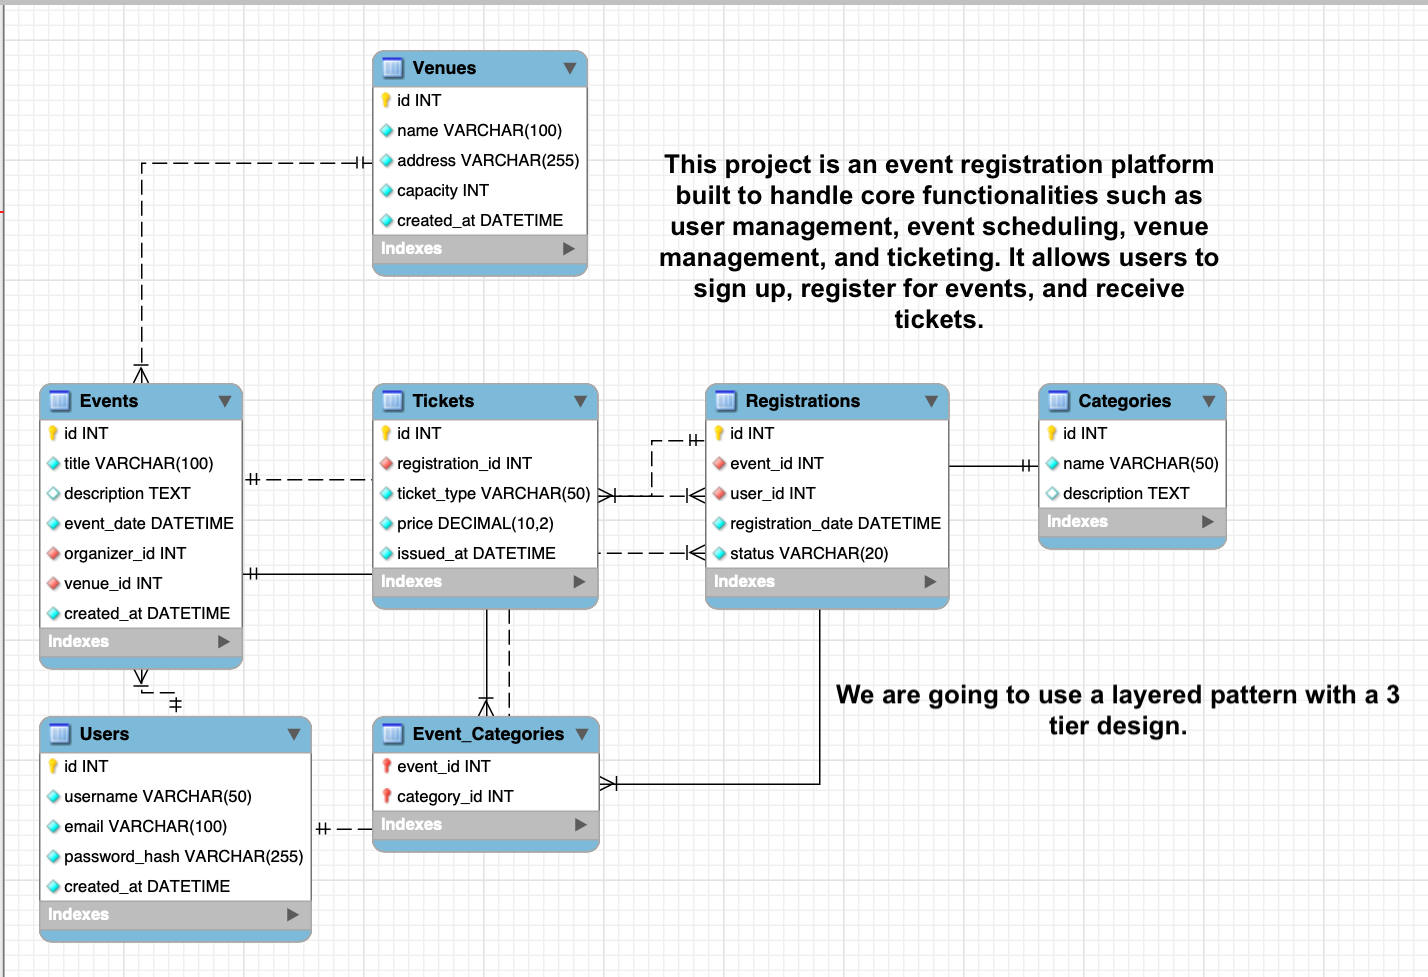 Venues
id INT
name VARCHAR(100)
address VARCHAR(255)
capacity INT
created_at DATETIME
Indexes
This project is an event registration platform
built to handle core functionalities such as
user management, event scheduling, venue
management, and ticketing. It allows users to
sign up, register for events, and receive
tickets.
Events
id INT
title VARCHAR(100)
description TEXT
event_date DATETIME
organizer_id INT
venue_id INT
created_at DATETIME
Indexes
Tickets
id INT
registration_id INT
ticket_type VARCHAR(50)
price DECIMAL(10,2)
issued_at DATETIME
Indexes
Registrations
id INT
event_id INT
user_id INT
registration_date DATETIME
status VARCHAR(20)
Indexes
Categories
id INT
name VARCHAR(50)
description TEXT
Indexes
We are going to use a layered pattern with a 3
tier design.
Users
id INT
username VARCHAR(50)
email VARCHAR(100)
password_hash VARCHAR(255)
created_at DATETIME
Indexes
Event_Categories
event_id INT
category_id INT
Indexes